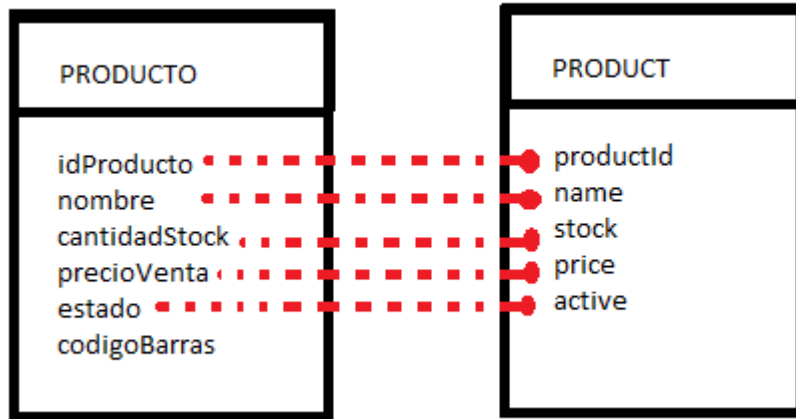 PRODUCTO
idProducto
nombre
cantidadStock
precioVenta
estado
codigoBarras
PRODUCT
productId
name
stock
price
active